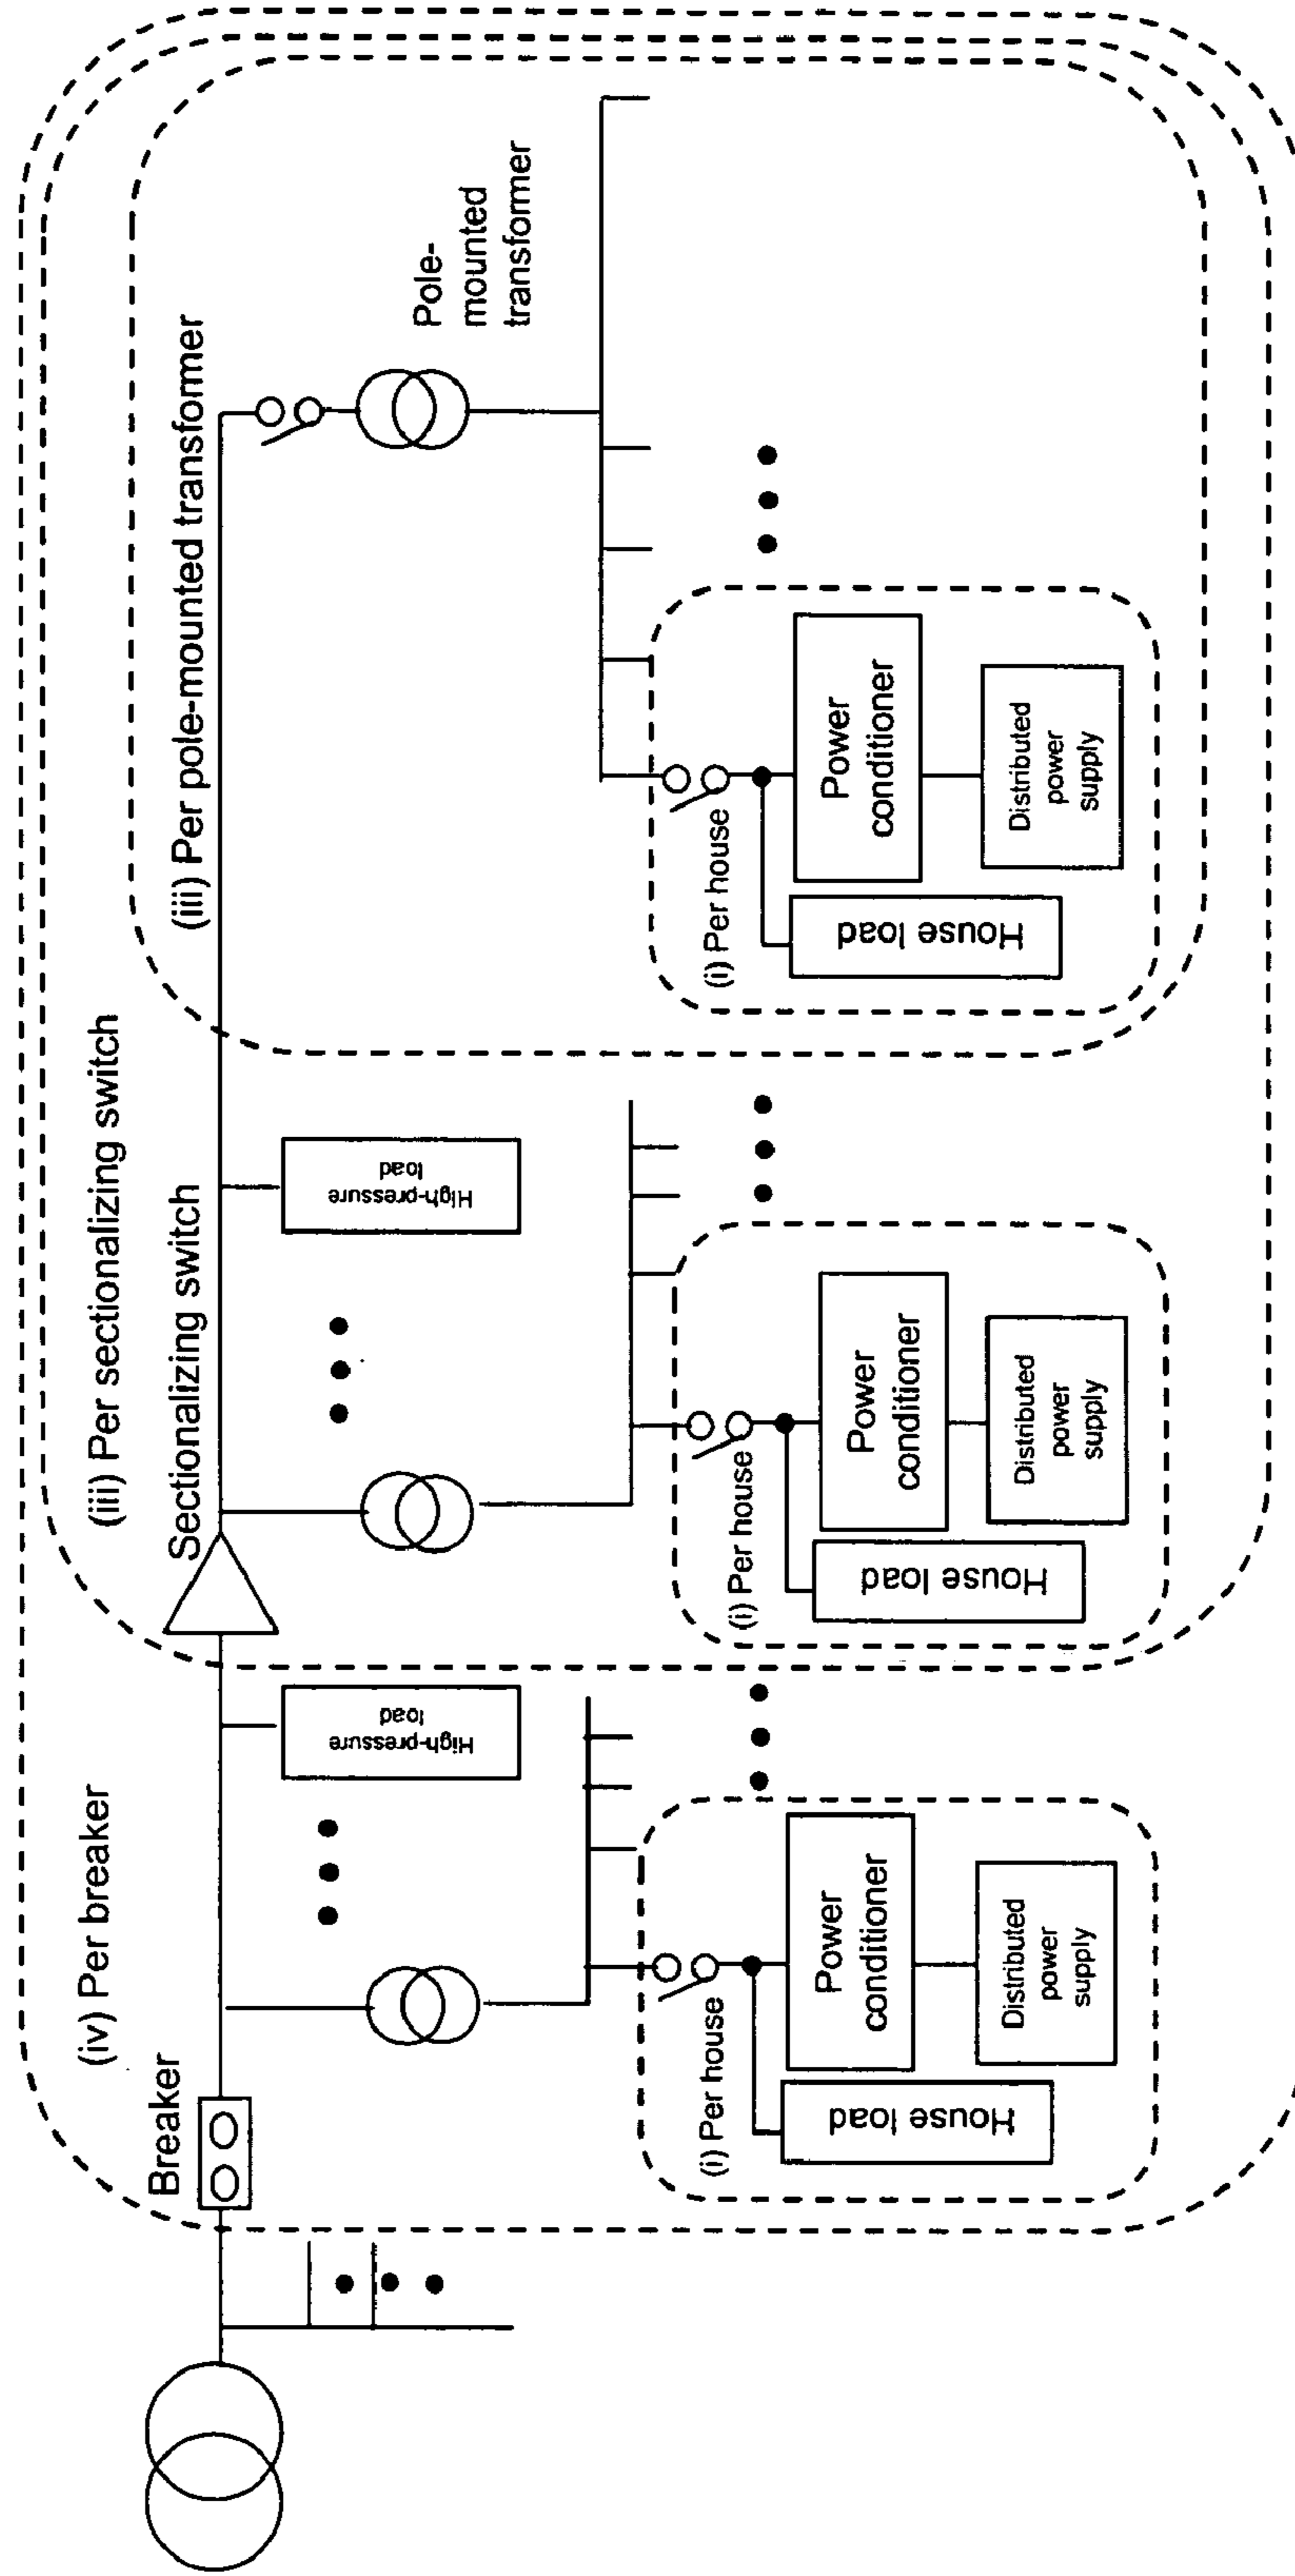 (iv) Per breaker
Breaker
(iii) Per sectionalizing switch
Sectionalizing switch
(iii) Per pole-mounted transformer
Pole-
mounted
transformer
High-pressure
load
High-pressure
load
(i) Per house
House load
Power
conditioner
Distributed
power
supply
(i) Per house
House load
Power
conditioner
Distributed
power
supply
(i) Per house
House load
Power
conditioner
Distributed
power
supply